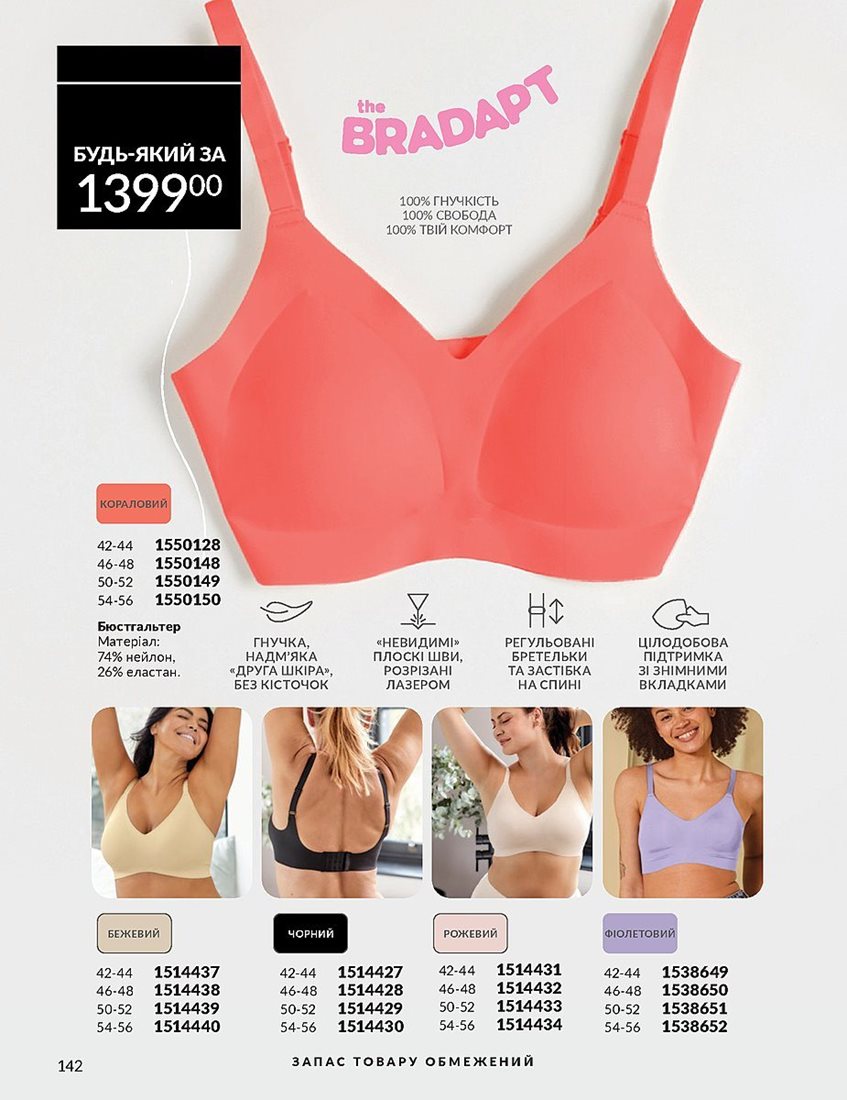 БУДЬ-ЯКИЙ ЗА
1399⁰⁰
the
BRADAPT
100% ГНУЧКІСТЬ
100% СВОБОДА
100% ТВІЙ КОМФОРТ
КОРАЛОВИЙ
42-44 1550128
46-48 1550148
50-52 1550149
54-56 1550150
Бюстгальтер
Матеріал:
74% нейлон,
26% еластан.
ГНУЧКА,
НАДМ’ЯКА
«ДРУГА ШКІРА»,
БЕЗ КІСТОЧОК
«НЕВИДИМІ»
ПЛОСКІ ШВИ,
РОЗРІЗАНІ
ЛАЗЕРОМ
РЕГУЛЬОВАНІ
БРЕТЕЛЬКИ
ТА ЗАСТІБКА
НА СПИНІ
ЦІЛОДОБОВА
ПІДТРИМКА
ЗІ ЗНІМНИМИ
ВКЛАДКАМИ
БЕЖЕВИЙ
42-44 1514437
46-48 1514438
50-52 1514439
54-56 1514440
ЧОРНИЙ
42-44 1514427
46-48 1514428
50-52 1514429
54-56 1514430
РОЖЕВИЙ
42-44 1514431
46-48 1514432
50-52 1514433
54-56 1514434
ФІОЛЕТОВИЙ
42-44 1538649
46-48 1538650
50-52 1538651
54-56 1538652
142
ЗАПАС ТОВАРУ ОБМЕЖЕНИЙ